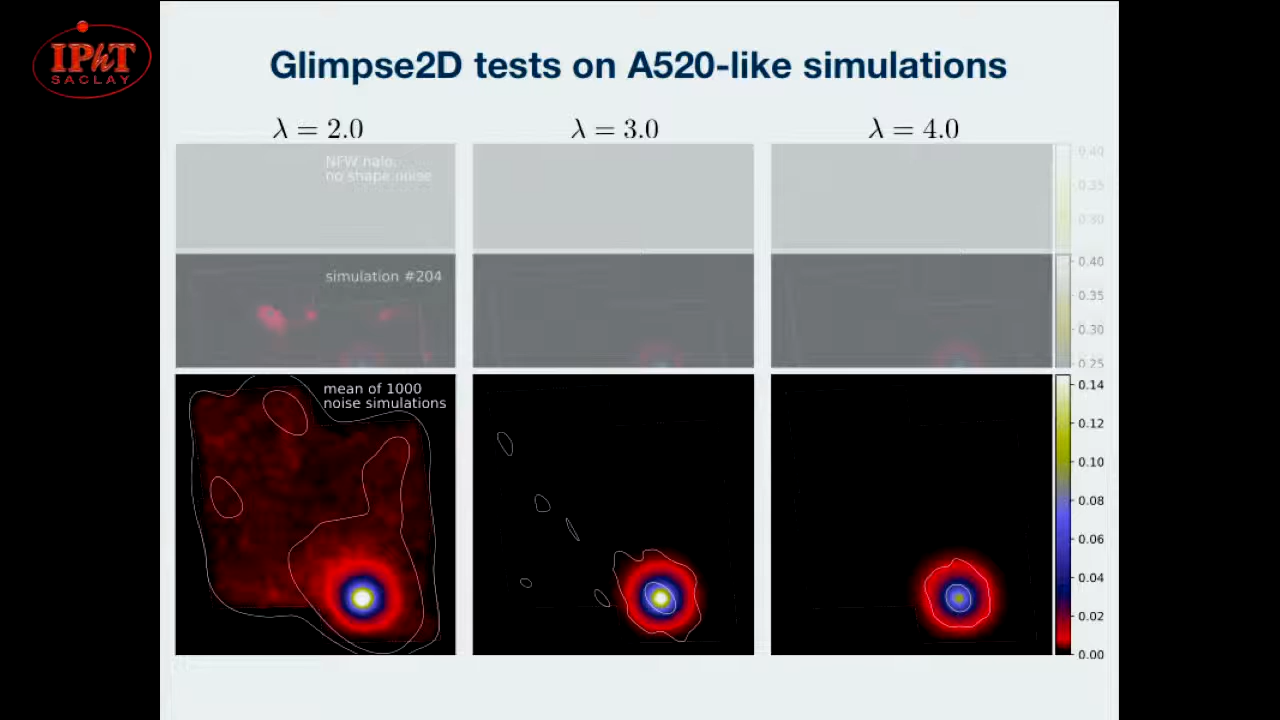 IPhT
SACLAY
Glimpse2D tests on A520-like simulations
λ = 2.0
λ = 3.0
λ = 4.0
NFW halo,
no shape noise
0.40
0.35
0.30
simulation #204
0.40
0.35
0.30
0.25
mean of 1000
noise simulations
0.14
0.12
0.10
0.08
0.06
0.04
0.02
0.00